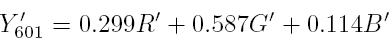 Y′₆₀₁ = 0.299R′ + 0.587G′ + 0.114B′